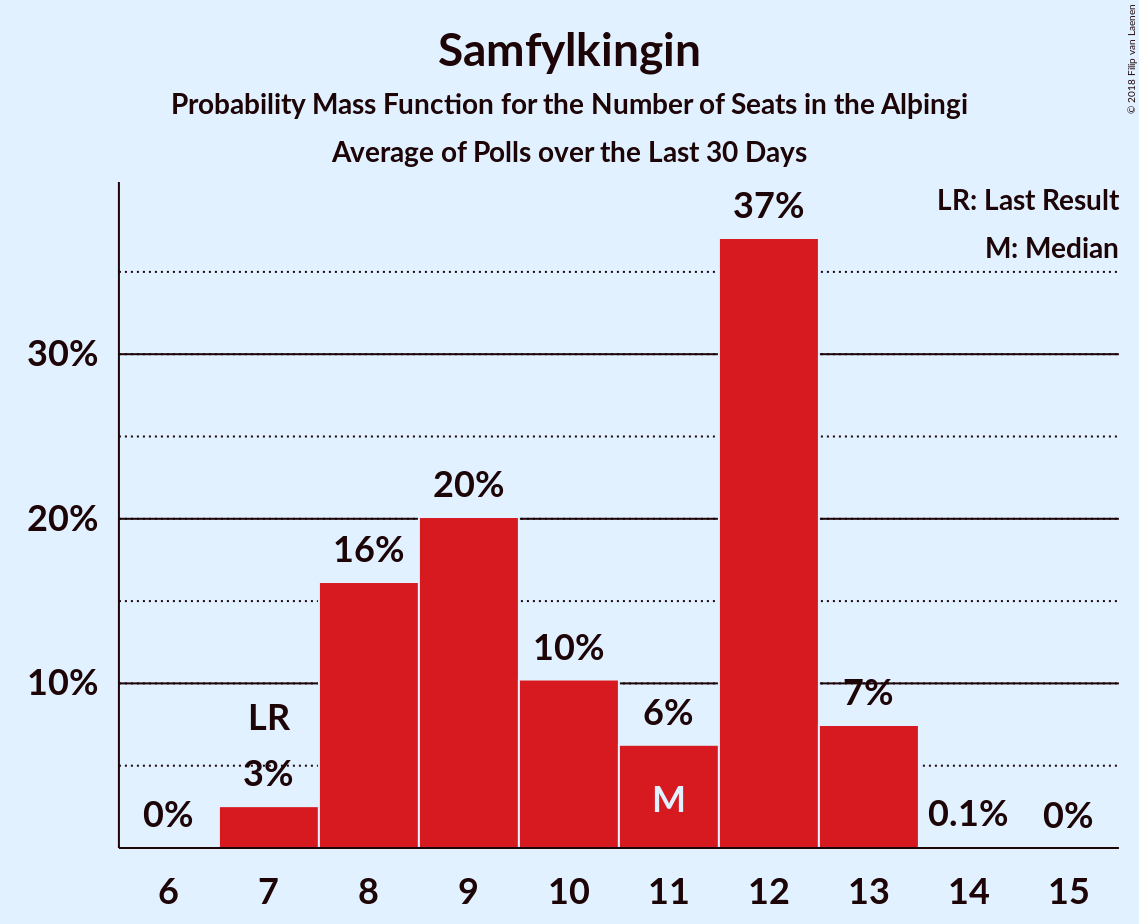 Samfylkingin
Probability Mass Function for the Number of Seats in the Alþingi
Average of Polls over the Last 30 Days
© 2018 Filip van Laenen
LR: Last Result
M: Median
37%
30%
20%
20%
16%
10%
10%
7%
6%
LR
3%
M
0%
0.1%
0%
6 7 8 9 10 11 12 13 14 15